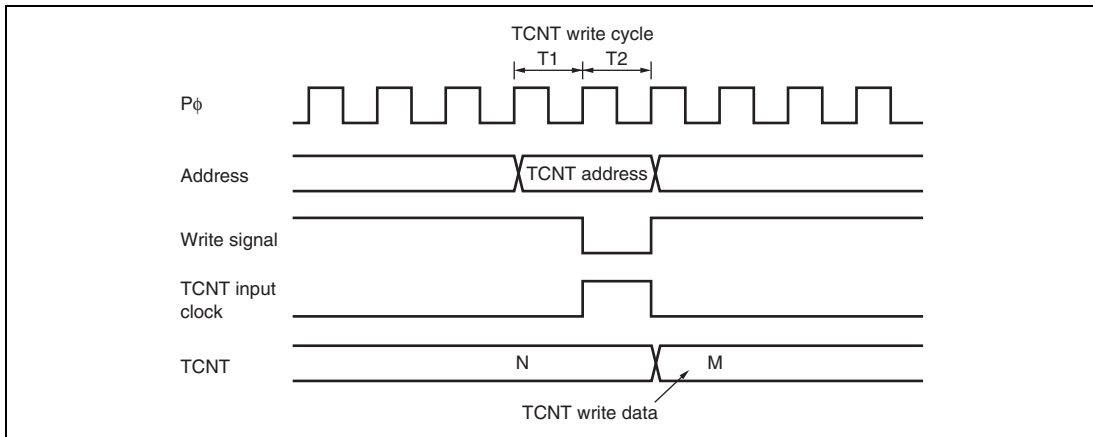 TCNT write cycle
T1 T2
Pϕ
Address
TCNT address
Write signal
TCNT input
clock
TCNT
N
M
TCNT write data